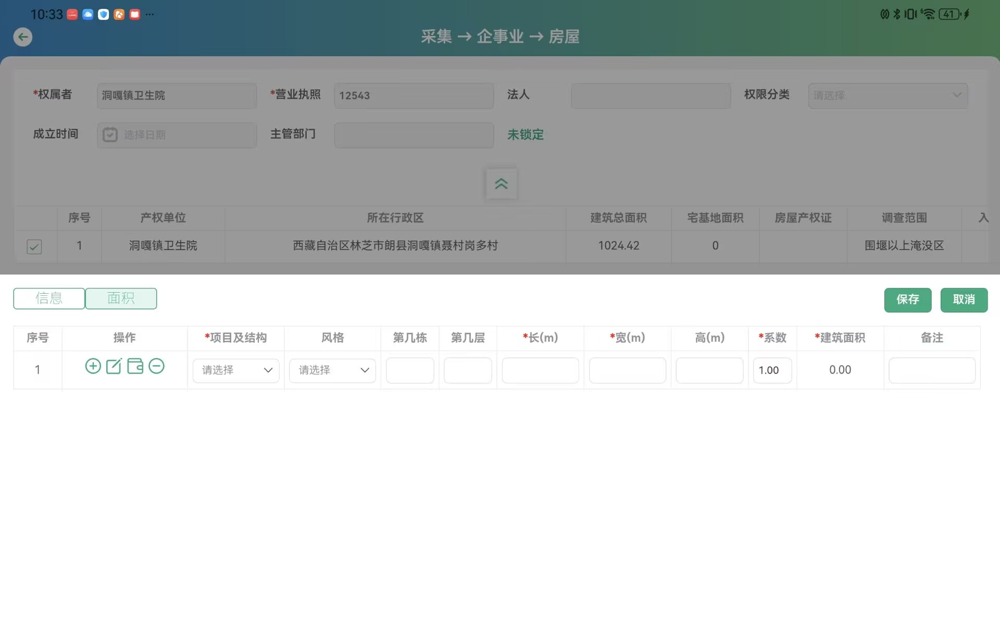 10:33 ··· 6 41
采集 → 企事业 → 房屋
*权属者 洞嘎镇卫生院 *营业执照 12543 法人 权限分类 请选择
成立时间 选择日期 主管部门 未锁定
序号 产权单位 所在行政区 建筑总面积 宅基地面积 房屋产权证 调查范围 入
1 洞嘎镇卫生院 西藏自治区林芝市朗县洞嘎镇聂村岗多村 1024.42 0 围堰以上淹没区
信息 面积 保存 取消
序号 操作 *项目及结构 风格 第几栋 第几层 *长(m) *宽(m) 高(m) *系数 *建筑面积 备注
1 请选择 请选择 1.00 0.00